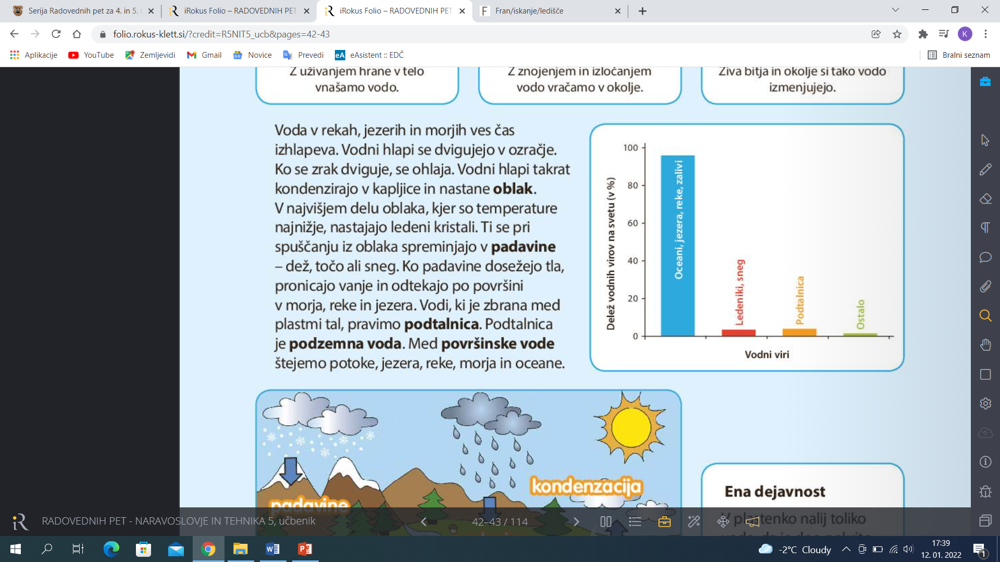 Serija Radovednih pet za 4. in 5. r
iRokus Folio – RADOVEDNIH PET
iRokus Folio – RADOVEDNIH PET
Fran/iskanje/ledišče
folio.rokus-klett.si/?credit=R5NIT5_ucb&pages=42-43
K
Aplikacije
YouTube
Zemljevidi
Gmail
Novice
Prevedi
eA
eAsistent :: EDČ
Bralni seznam
Z uživanjem hrane v telo
vnašamo vodo.
Z znojenjem in izločanjem
vodo vračamo v okolje.
Živa bitja in okolje si tako vodo
izmenjujejo.
Voda v rekah, jezerih in morjih ves čas
izhlapeva. Vodni hlapi se dvigujejo v ozračje.
Ko se zrak dviguje, se ohlaja. Vodni hlapi takrat
kondenzirajo v kapljice in nastane oblak.
V najvišjem delu oblaka, kjer so temperature
najnižje, nastajajo ledeni kristali. Ti se pri
spuščanju iz oblaka spreminjajo v padavine
– dež, točo ali sneg. Ko padavine dosežejo tla,
pronicajo vanje in odtekajo po površini
v morja, reke in jezera. Vodi, ki je zbrana med
plastmi tal, pravimo podtalnica. Podtalnica
je podzemna voda. Med površinske vode
štejemo potoke, jezera, reke, morja in oceane.
Delež vodnih virov na svetu (v %)
100
80
60
40
20
0
Oceani, jezera, reke, zalivi
Ledeniki, sneg
Podtalnica
Ostalo
Vodni viri
padavine
kondenzacija
Ena dejavnost
V plastenko nalij toliko
iR
RADOVEDNIH PET - NARAVOSLOVJE IN TEHNIKA 5, učbenik
42–43 / 114
-2°C Cloudy
17:39
12. 01. 2022
1